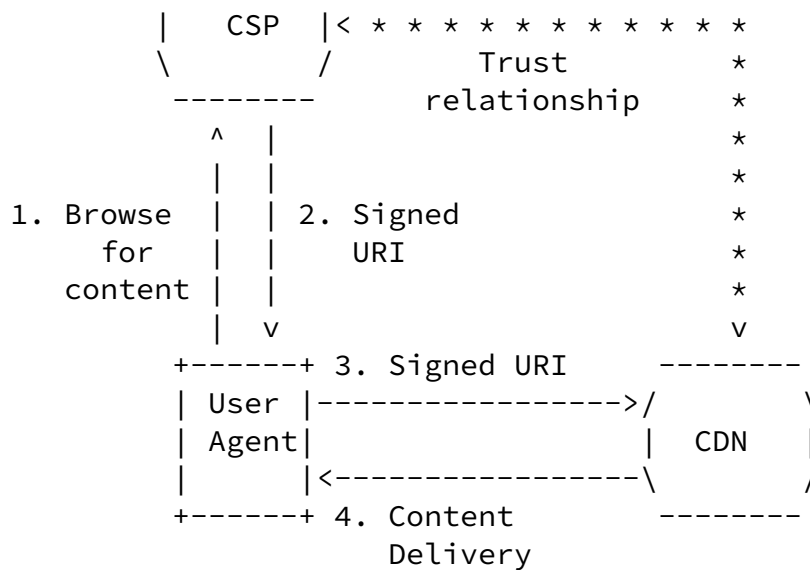 CSP
Trust
relationship
1. Browse
for
content
2. Signed
URI
3. Signed URI
User
Agent
CDN
4. Content
Delivery